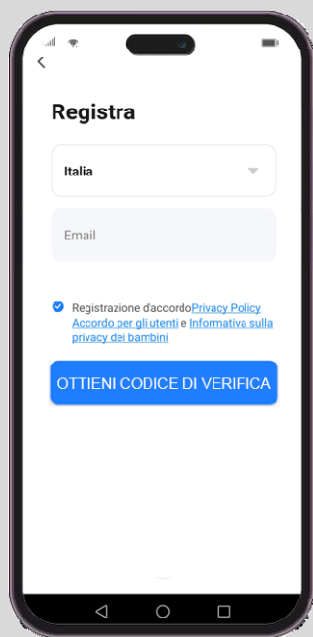 Registra
Italia
Email
Registrazione d'accordoPrivacy Policy
Accordo per gli utenti e Informativa sulla
privacy dei bambini
OTTIENI CODICE DI VERIFICA